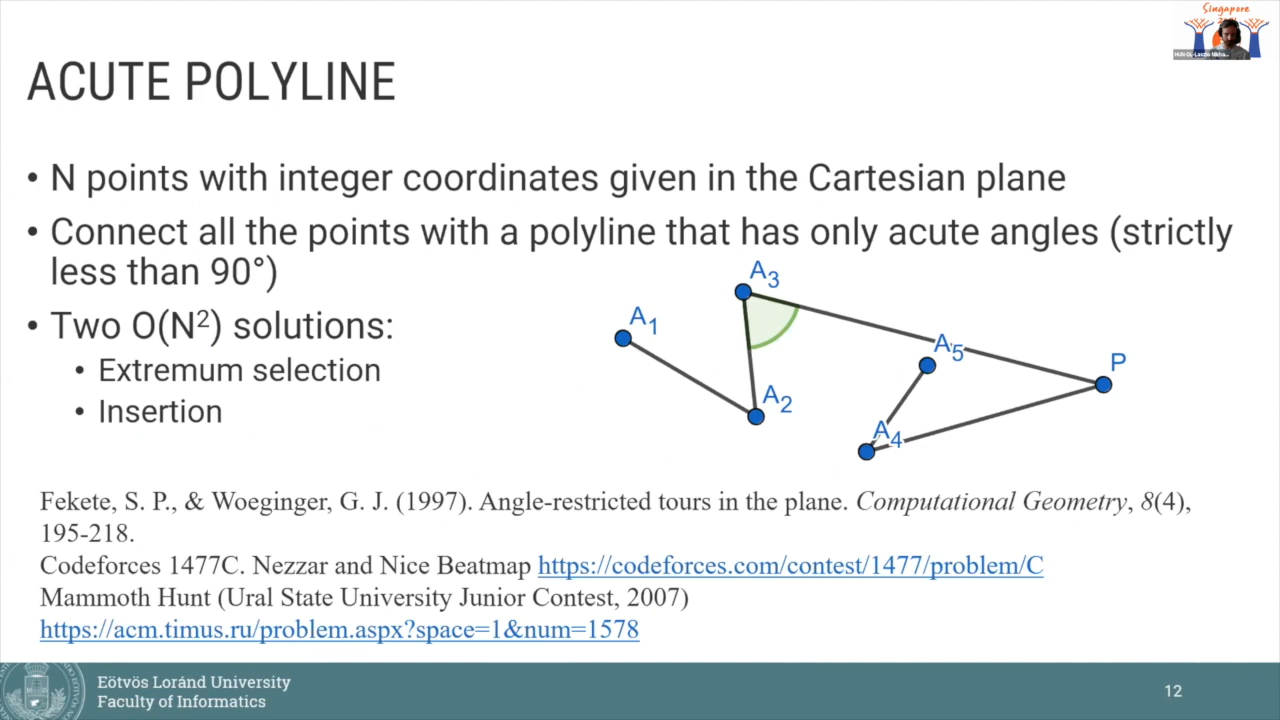 Singapore
ACUTE POLYLINE
• N points with integer coordinates given in the Cartesian plane
• Connect all the points with a polyline that has only acute angles (strictly
less than 90°)
• Two O(N²) solutions:
• Extremum selection
• Insertion
A₃
A₁
A₅
P
A₂
A₄
Fekete, S. P., & Woeginger, G. J. (1997). Angle-restricted tours in the plane. Computational Geometry, 8(4),
195-218.
Codeforces 1477C. Nezzar and Nice Beatmap https://codeforces.com/contest/1477/problem/C
Mammoth Hunt (Ural State University Junior Contest, 2007)
https://acm.timus.ru/problem.aspx?space=1&num=1578
Eötvös Loránd University
Faculty of Informatics
12